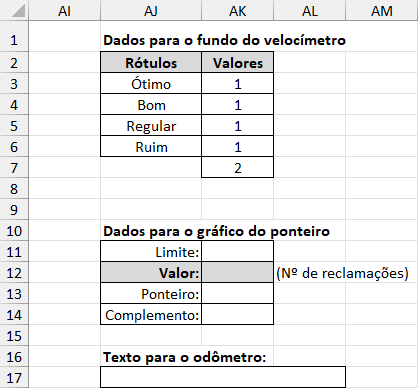 AI AJ AK AL AM
1 Dados para o fundo do velocímetro
2 Rótulos Valores
3 Ótimo 1
4 Bom 1
5 Regular 1
6 Ruim 1
7 2
8
9
10 Dados para o gráfico do ponteiro
11 Limite:
12 Valor: (Nº de reclamações)
13 Ponteiro:
14 Complemento:
15
16 Texto para o odômetro:
17